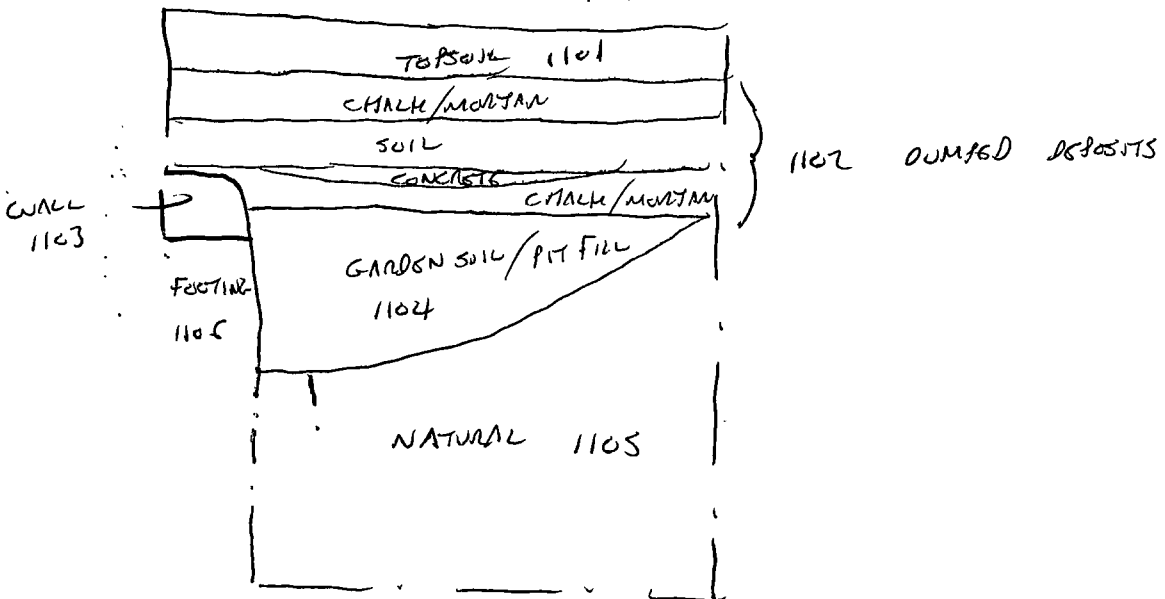 TOPSOIL 1101
CHALK/MORTAR
SOIL
CONCRETE
CHALK/MORTAR
1102 DUMPED DEPOSITS
WALL
1103
GARDEN SOIL/PIT FILL
1104
FOOTING
1106
NATURAL 1105